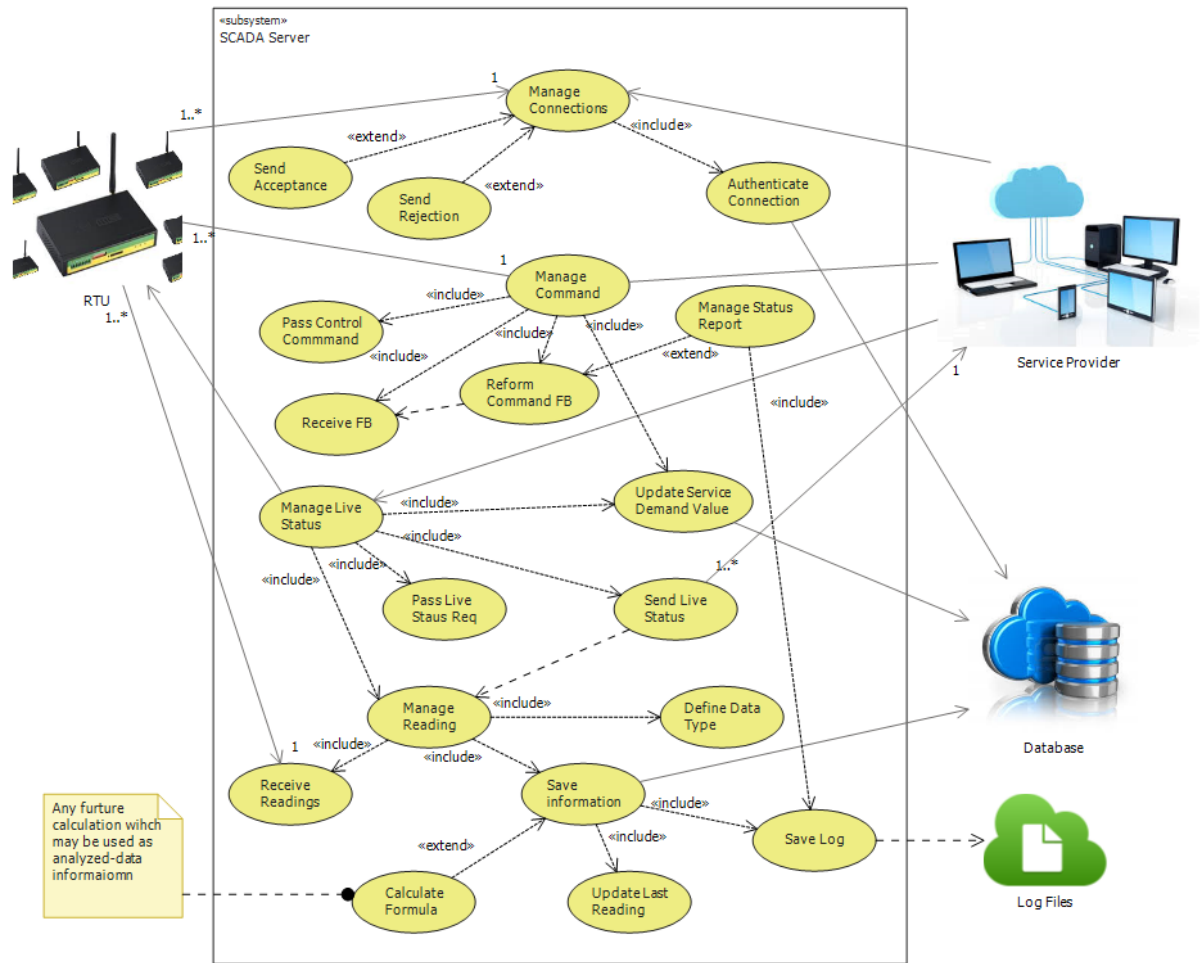 «subsystem»
SCADA Server
1
Manage
Connections
1..*
«extend»
«include»
Send
Acceptance
Send
Rejection
«extend»
Authenticate
Connection
1..*
1
Manage
Command
RTU
1..*
«include»
Manage Status
Report
Pass Control
Commmand
«include»
«include»
«include»
«extend»
Service Provider
1
Reform
Command FB
Receive FB
«include»
Manage Live
Status
«include»
Update Service
Demand Value
«include»
«include»
«include»
1..*
Pass Live
Staus Req
Send Live
Status
Manage
Reading
«include»
Define Data
Type
1
«include»
«include»
Database
Receive
Readings
Save
information
«include»
Any furture
calculation wihch
may be used as
analyzed-data
informaiomn
«extend»
«include»
Save Log
Calculate
Formula
Update Last
Reading
Log Files